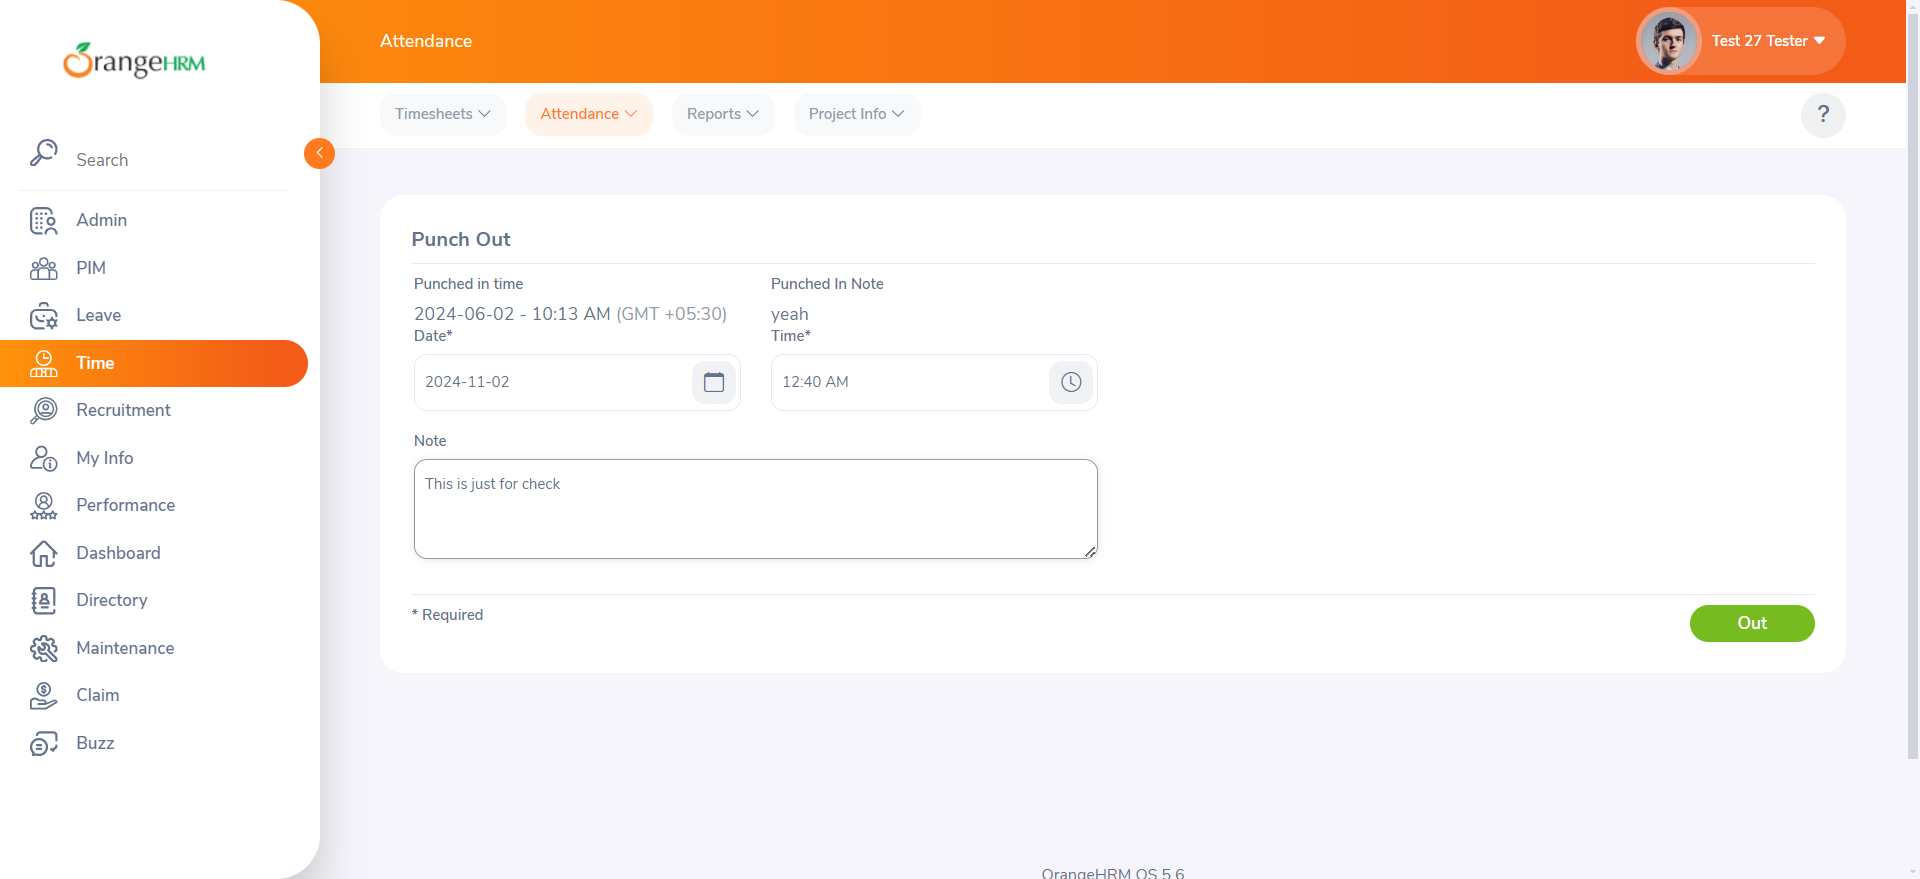 OrangeHRM
Attendance
Test 27 Tester
Timesheets
Attendance
Reports
Project Info
?
Search
Admin
PIM
Leave
Time
Recruitment
My Info
Performance
Dashboard
Directory
Maintenance
Claim
Buzz
Punch Out
Punched in time
Punched In Note
2024-06-02 - 10:13 AM (GMT +05:30)
yeah
Date*
Time*
2024-11-02
12:40 AM
Note
This is just for check
* Required
Out
OrangeHRM OS 5.6